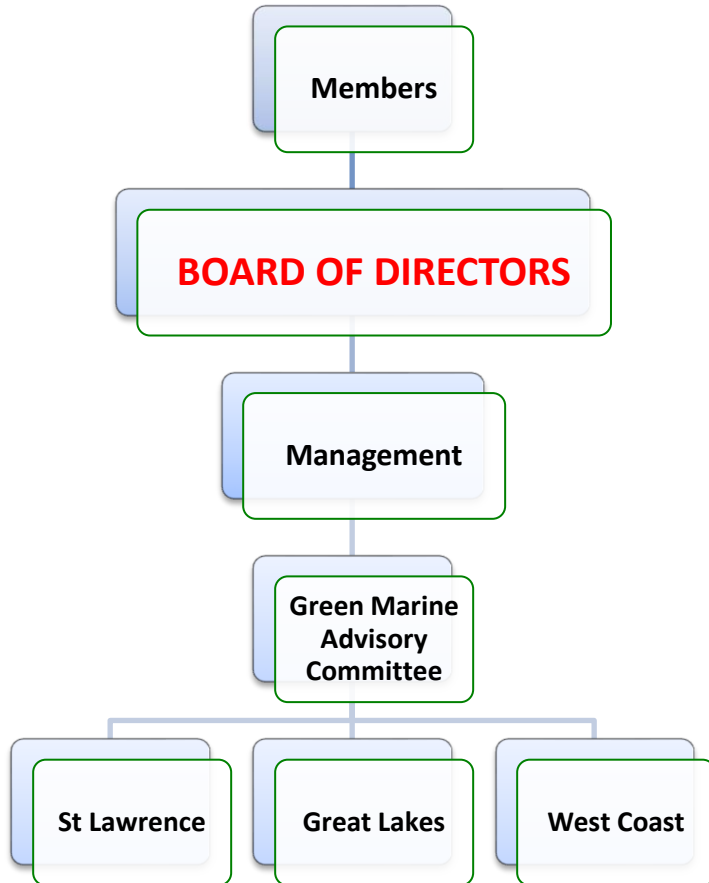 Members
BOARD OF DIRECTORS
Management
Green Marine
Advisory
Committee
St Lawrence
Great Lakes
West Coast